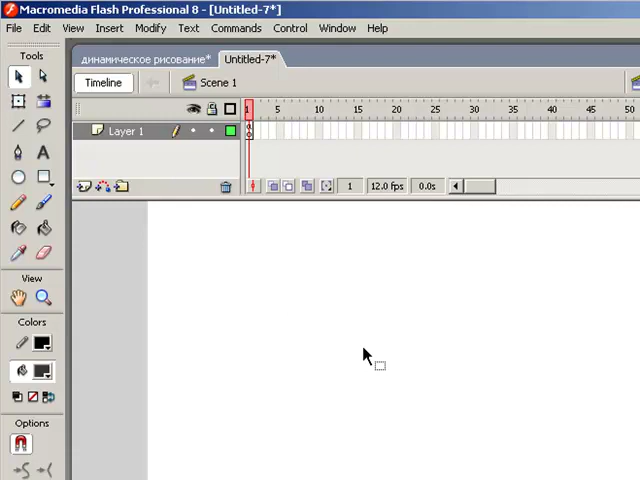 Macromedia Flash Professional 8 - [Untitled-7*]
File Edit View Insert Modify Text Commands Control Window Help
Tools
динамическое рисование* Untitled-7*
Timeline Scene 1
1 5 10 15 20 25 30 35 40 45 50
Layer 1
1 12.0 fps 0.0s
A
View
Colors
Options